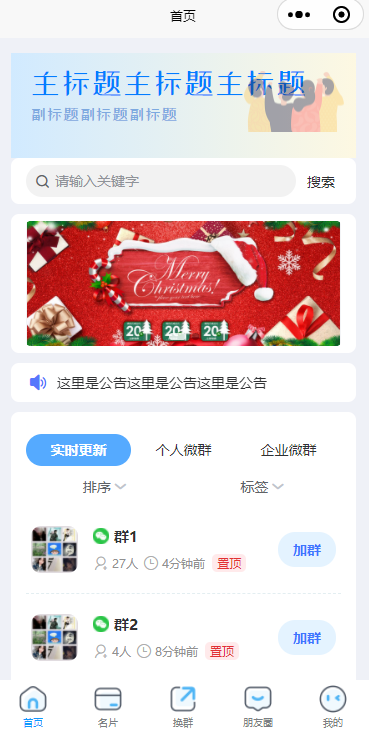 首页
主标题主标题主标题
副标题副标题副标题
请输入关键字
搜索
Merry
Christmas!
这里是公告这里是公告这里是公告
实时更新 个人微群 企业微群
排序 标签
群1
27人 4分钟前 置顶
加群
群2
4人 8分钟前 置顶
加群
首页 名片 换群 朋友圈 我的